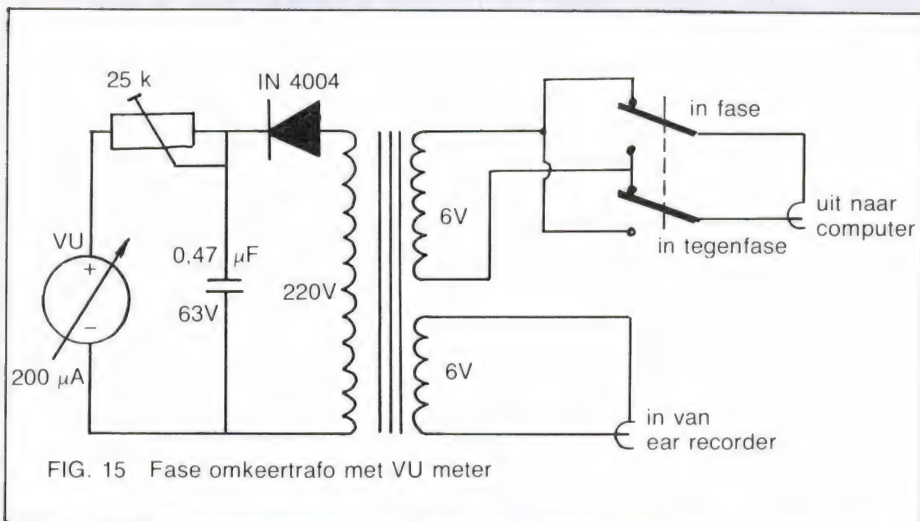 25 k
IN 4004
in fase
VU
+
−
200 μA
0,47 μF
63V
220V
6V
6V
in tegenfase
uit naar
computer
in van
ear recorder
FIG. 15 Fase omkeertrafo met VU meter